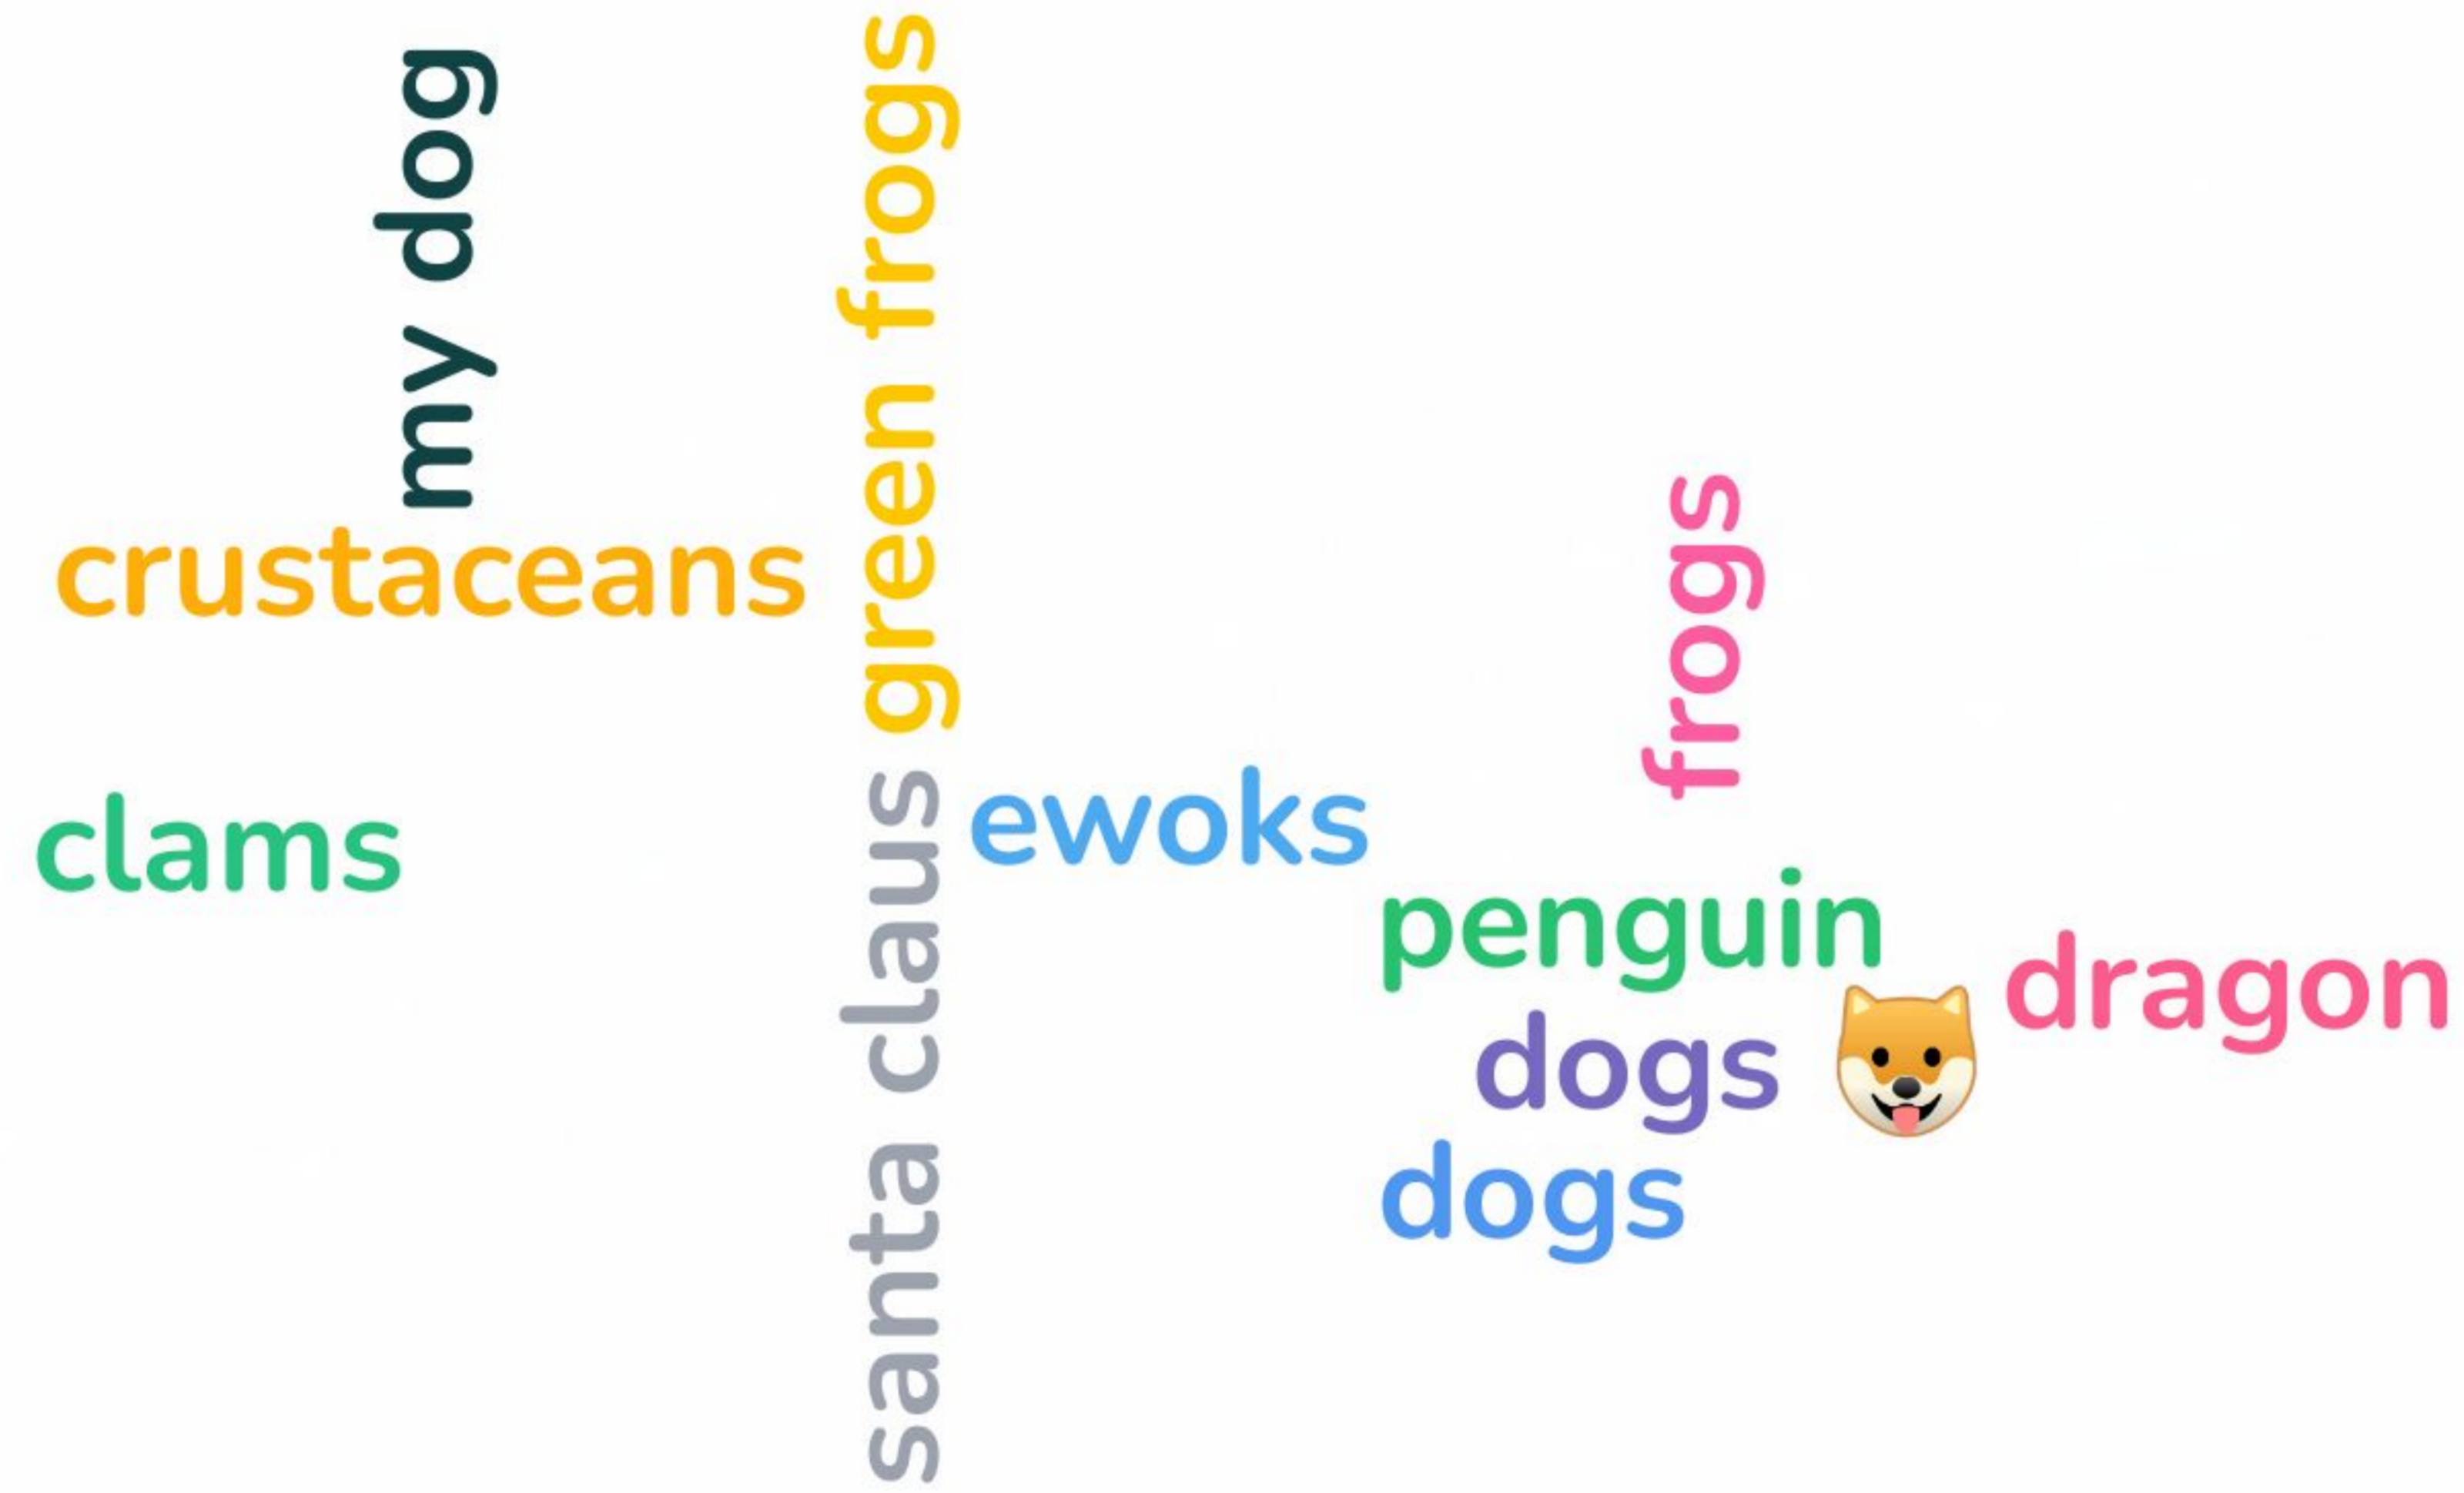 my dog
green frogs
crustaceans
frogs
clams
ewoks
santa claus
penguin
dragon
dogs 🐶
dogs